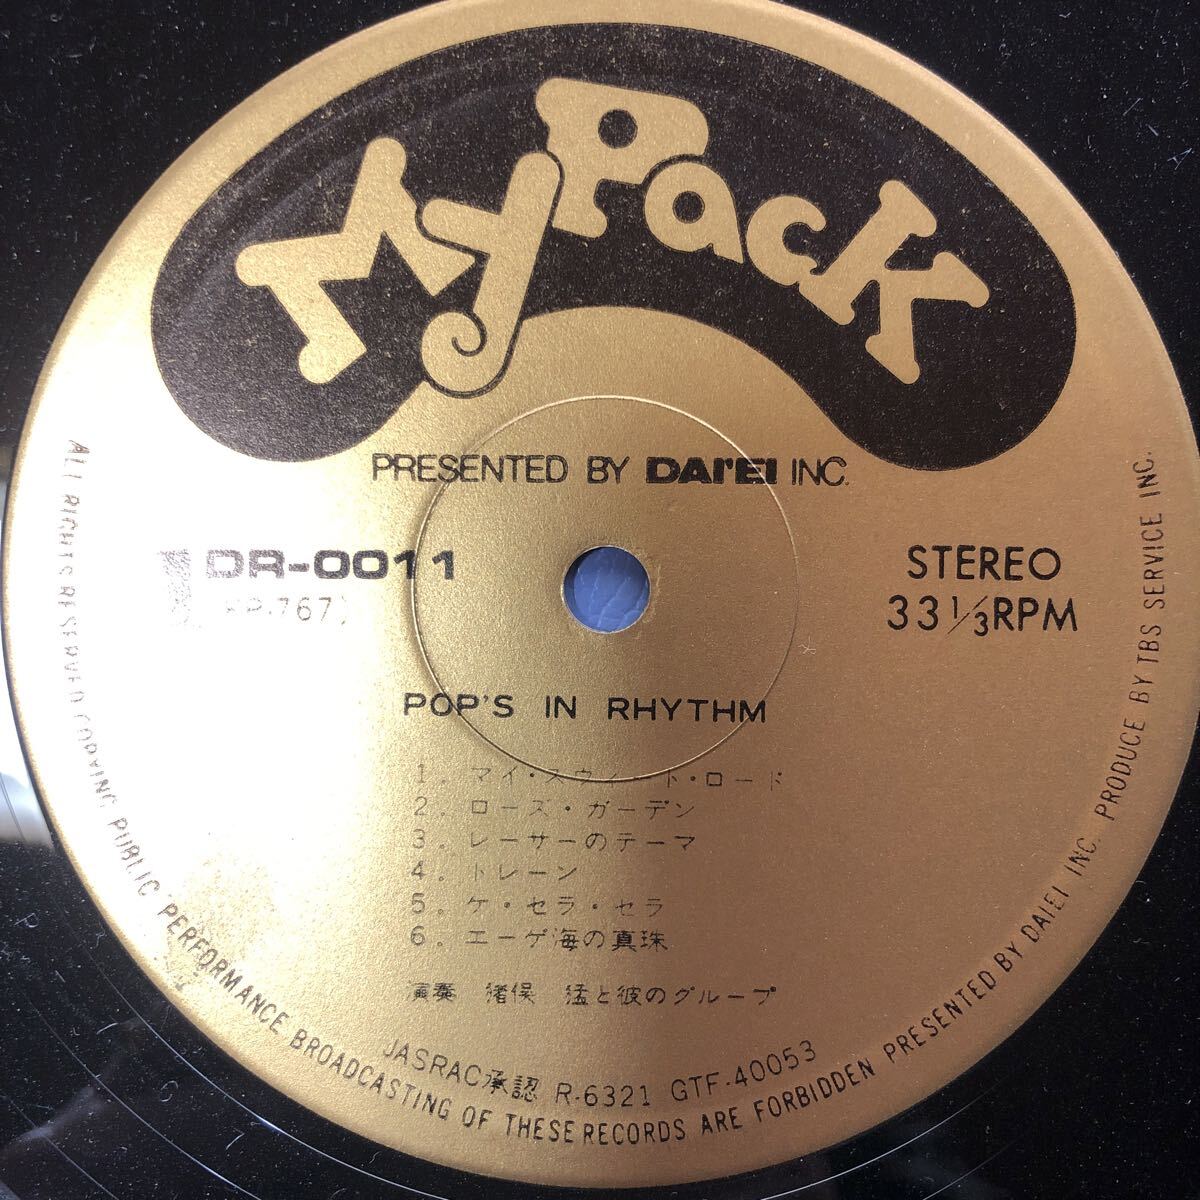 My Pack
PRESENTED BY DAI'EI INC.
DR-0011
STEREO
33 1/3 RPM
POP'S IN RHYTHM
1. マイ・スウィート・ロード
2. ローズ・ガーデン
3. レーサーのテーマ
4. トレーン
5. ケ・セラ・セラ
6. エーゲ海の真珠
演奏 猪俣 猛と彼のグループ
JASRAC承認 R-6321 GTF-40053
ALL RIGHTS RESERVED COPYING PUBLIC PERFORMANCE BROADCASTING OF THESE RECORDS ARE FORBIDDEN PRESENTED BY DAIEI INC. PRODUCE BY TBS SERVICE INC.